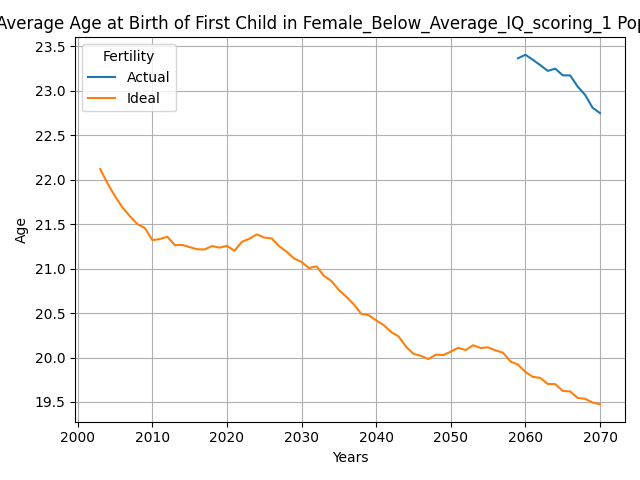 Average Age at Birth of First Child in Female_Below_Average_IQ_scoring_1 Pop
Fertility
Actual
Ideal
23.5
23.0
22.5
22.0
21.5
21.0
20.5
20.0
19.5
Age
2000 2010 2020 2030 2040 2050 2060 2070
Years